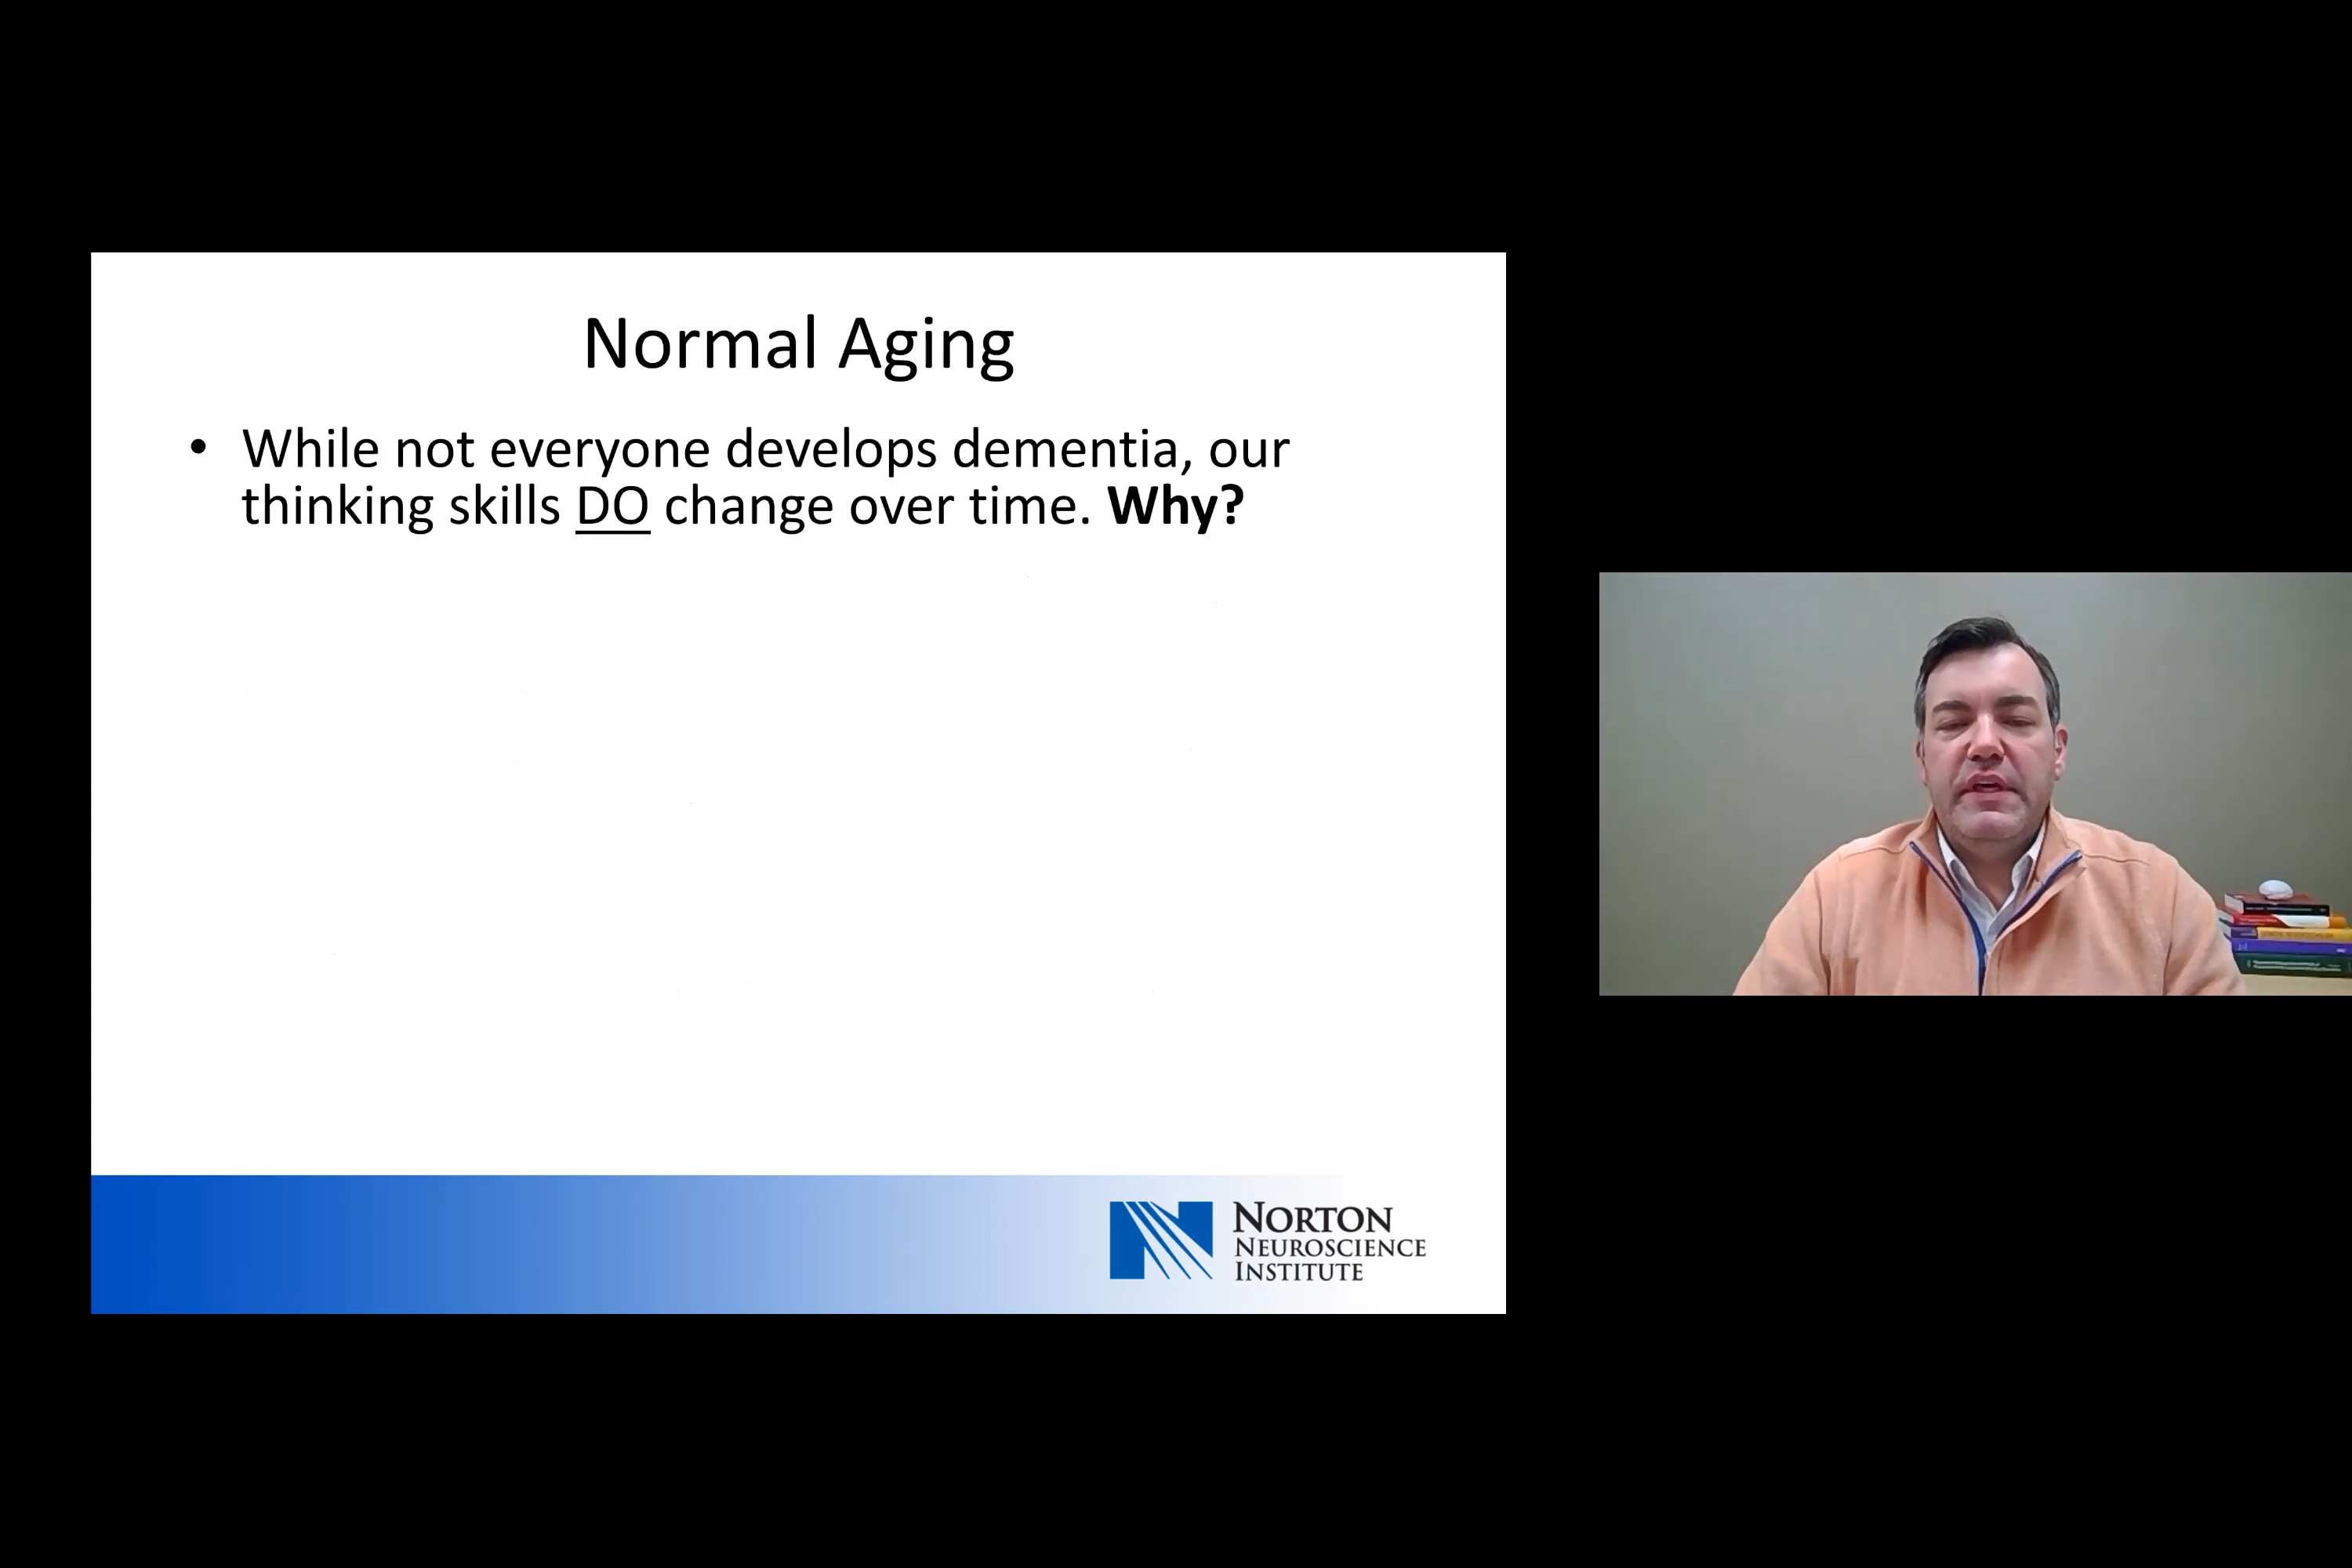 Normal Aging
• While not everyone develops dementia, our
thinking skills DO change over time. Why?
NORTON
NEUROSCIENCE
INSTITUTE